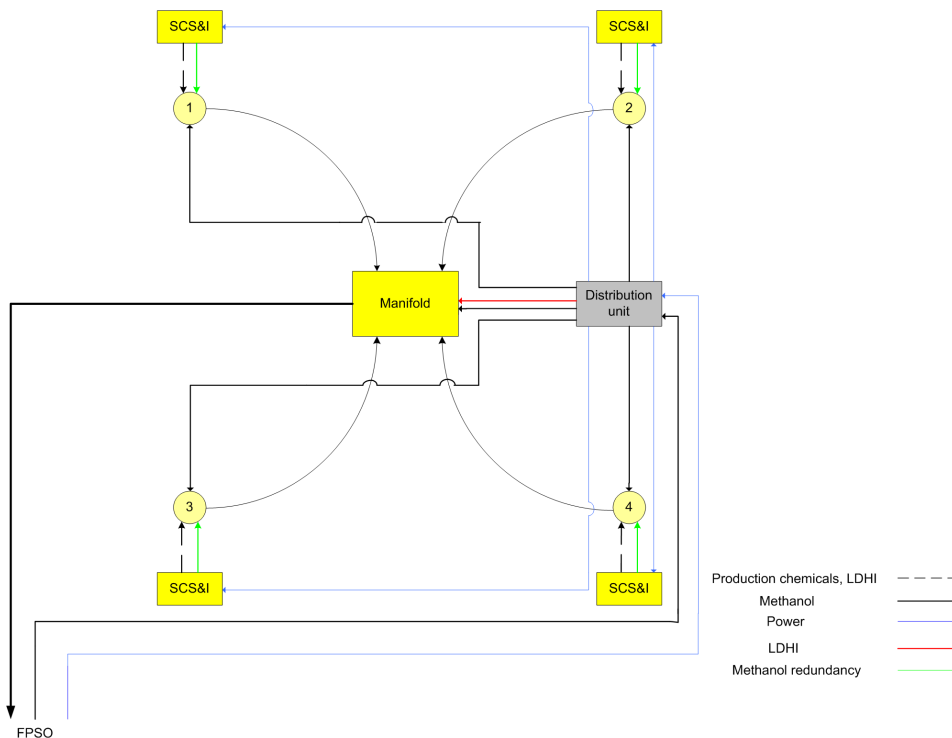 SCS&I
SCS&I
1
2
Manifold
Distribution
unit
3
4
SCS&I
SCS&I
Production chemicals, LDHI
Methanol
Power
LDHI
Methanol redundancy
FPSO